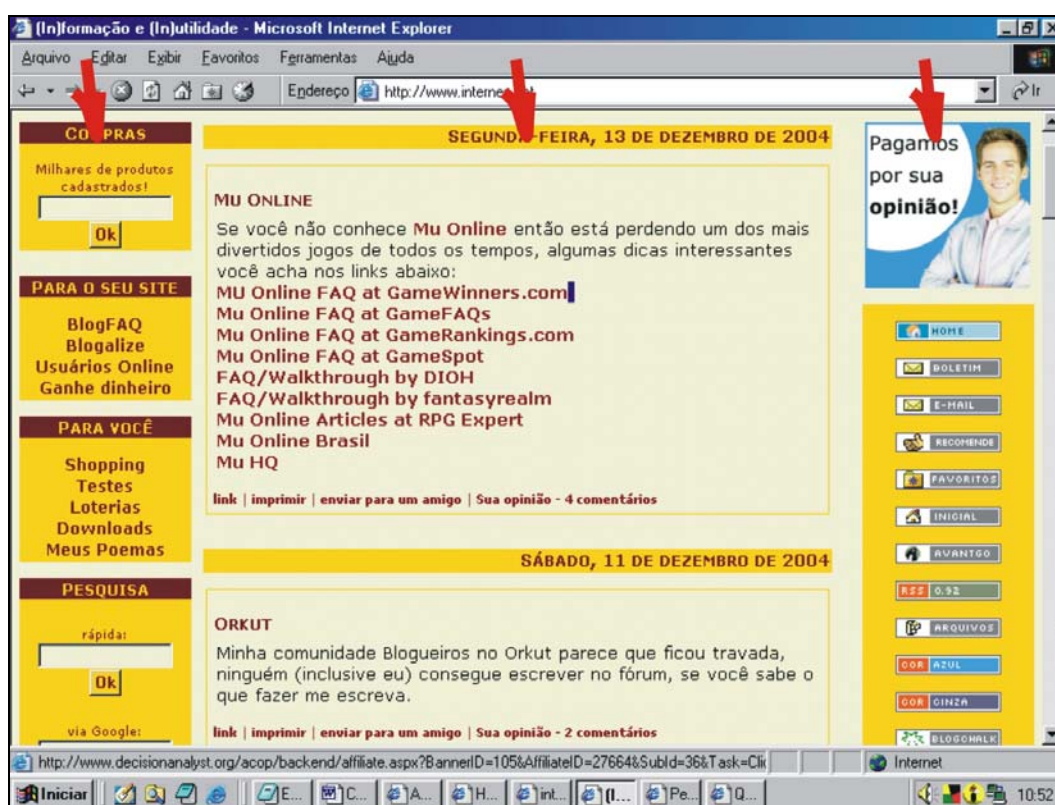 (In)formação e (In)utilidade - Microsoft Internet Explorer
Arquivo Editar Exibir Favoritos Ferramentas Ajuda
Endereço http://www.interne Ir
COMPRAS
Milhares de produtos
cadastrados!
Ok
PARA O SEU SITE
BlogFAQ
Blogalize
Usuários Online
Ganhe dinheiro
PARA VOCÊ
Shopping
Testes
Loterias
Downloads
Meus Poemas
PESQUISA
rápida:
Ok
via Google:
SEGUNDA-FEIRA, 13 DE DEZEMBRO DE 2004
MU ONLINE
Se você não conhece Mu Online então está perdendo um dos mais
divertidos jogos de todos os tempos, algumas dicas interessantes
você acha nos links abaixo:
MU Online FAQ at GameWinners.com
Mu Online FAQ at GameFAQs
Mu Online FAQ at GameRankings.com
Mu Online FAQ at GameSpot
FAQ/Walkthrough by DIOH
FAQ/Walkthrough by fantasyrealm
Mu Online Articles at RPG Expert
Mu Online Brasil
Mu HQ
link | imprimir | enviar para um amigo | Sua opinião - 4 comentários
SÁBADO, 11 DE DEZEMBRO DE 2004
ORKUT
Minha comunidade Blogueiros no Orkut parece que ficou travada,
ninguém (inclusive eu) consegue escrever no fórum, se você sabe o
que fazer me escreva.
link | imprimir | enviar para um amigo | Sua opinião - 2 comentários
Pagamos
por sua
opinião!
HOME
BOLETIM
E-MAIL
RECOMENDE
FAVORITOS
INICIAL
AVANTGO
RSS 0.92
ARQUIVOS
COR AZUL
COR CINZA
BLOGCHALK
http://www.decisionanalyst.org/acop/backend/affiliate.aspx?BannerID=105&AffiliateID=27664&SubId=36&Task=Clic Internet
Iniciar E... C... A... H... int... (I... Pe... Q... 10:52